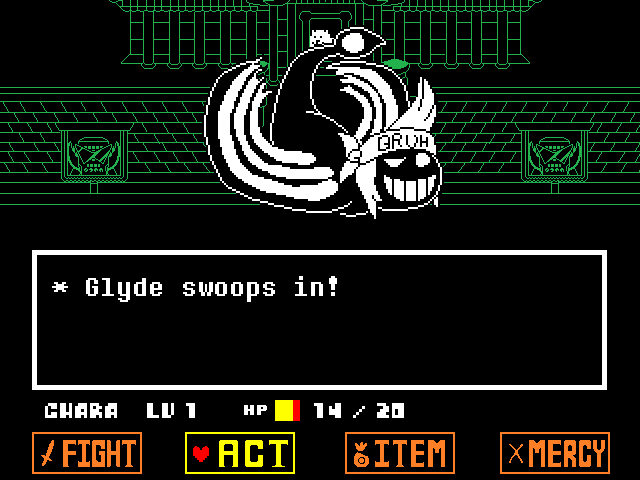 BRUH
* Glyde swoops in!
CHARA LV 1 HP 14 / 20
FIGHT ACT ITEM MERCY